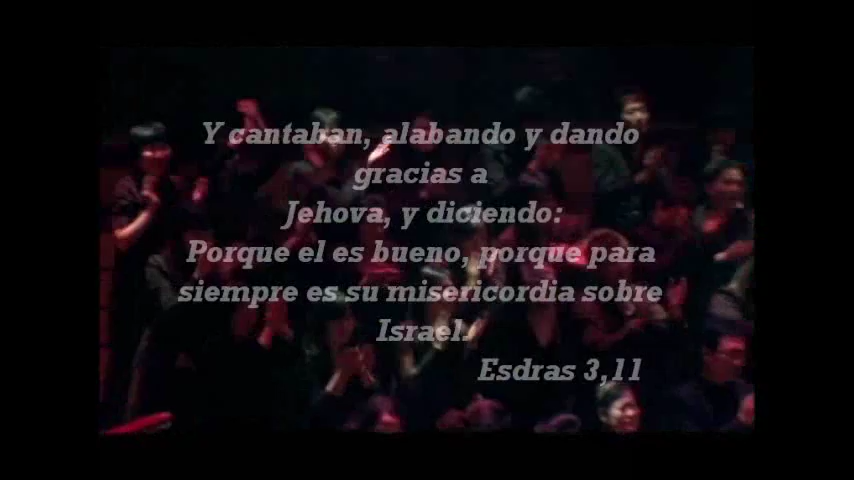 Y cantaban, alabando y dando
gracias a
Jehova, y diciendo:
Porque el es bueno, porque para
siempre es su misericordia sobre
Israel.
Esdras 3,11